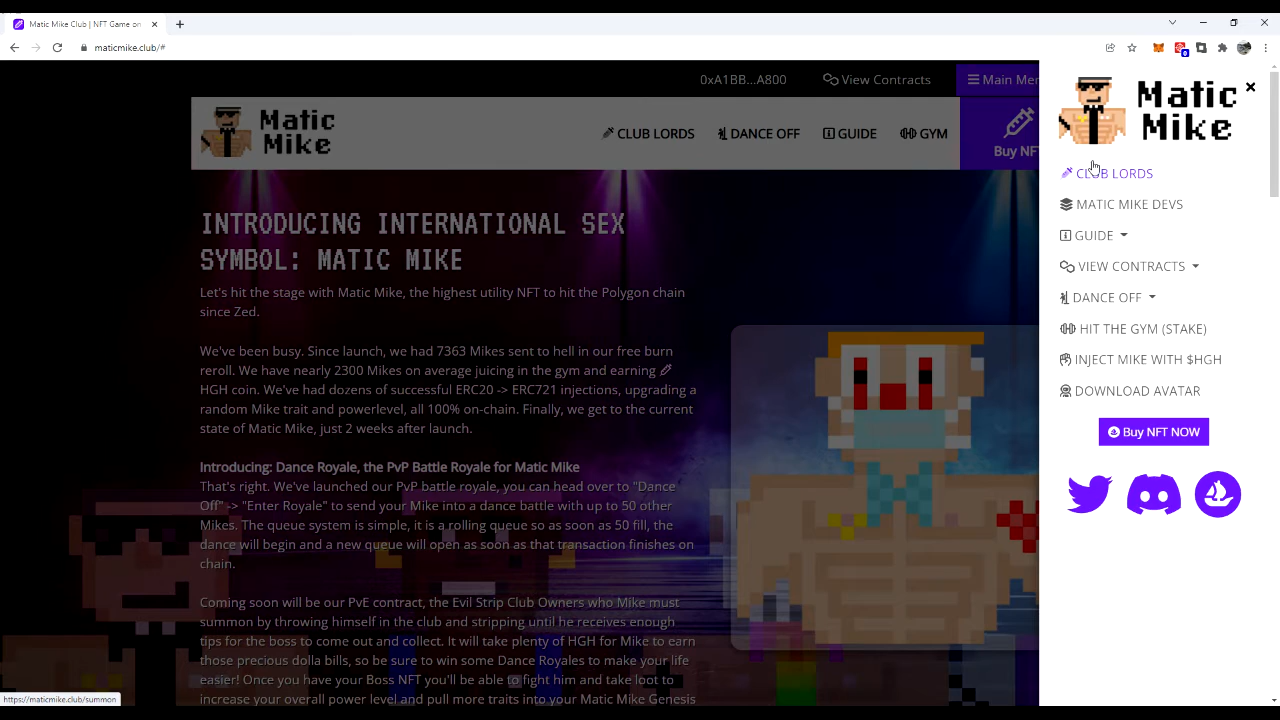 Matic Mike Club | NFT Game on
maticmike.club/#
0xA1BB...A800
View Contracts
Main Men
Matic
Mike
CLUB LORDS
DANCE OFF
GUIDE
GYM
Buy NF
INTRODUCING INTERNATIONAL SEX
SYMBOL: MATIC MIKE
Let's hit the stage with Matic Mike, the highest utility NFT to hit the Polygon chain
since Zed.
We've been busy. Since launch, we had 7363 Mikes sent to hell in our free burn
reroll. We have nearly 2300 Mikes on average juicing in the gym and earning
HGH coin. We've had dozens of successful ERC20 -> ERC721 injections, upgrading a
random Mike trait and powerlevel, all 100% on-chain. Finally, we get to the current
state of Matic Mike, just 2 weeks after launch.
Introducing: Dance Royale, the PvP Battle Royale for Matic Mike
That's right. We've launched our PvP battle royale, you can head over to "Dance
Off" -> "Enter Royale" to send your Mike into a dance battle with up to 50 other
Mikes. The queue system is simple, it is a rolling queue so as soon as 50 fill, the
dance will begin and a new queue will open as soon as that transaction finishes on
chain.
Coming soon will be our PvE contract, the Evil Strip Club Owners who Mike must
summon by throwing himself in the club and stripping until he receives enough
tips for the boss to come out and collect. It will take plenty of HGH for Mike to earn
those precious dolla bills, so be sure to win some Dance Royales to make your life
easier! Once you have your Boss NFT you'll be able to fight him and take loot to
increase your overall power level and pull more traits into your Matic Mike Genesis
Matic
Mike
CLUB LORDS
MATIC MIKE DEVS
GUIDE
VIEW CONTRACTS
DANCE OFF
HIT THE GYM (STAKE)
INJECT MIKE WITH $HGH
DOWNLOAD AVATAR
Buy NFT NOW
https://maticmike.club/summon